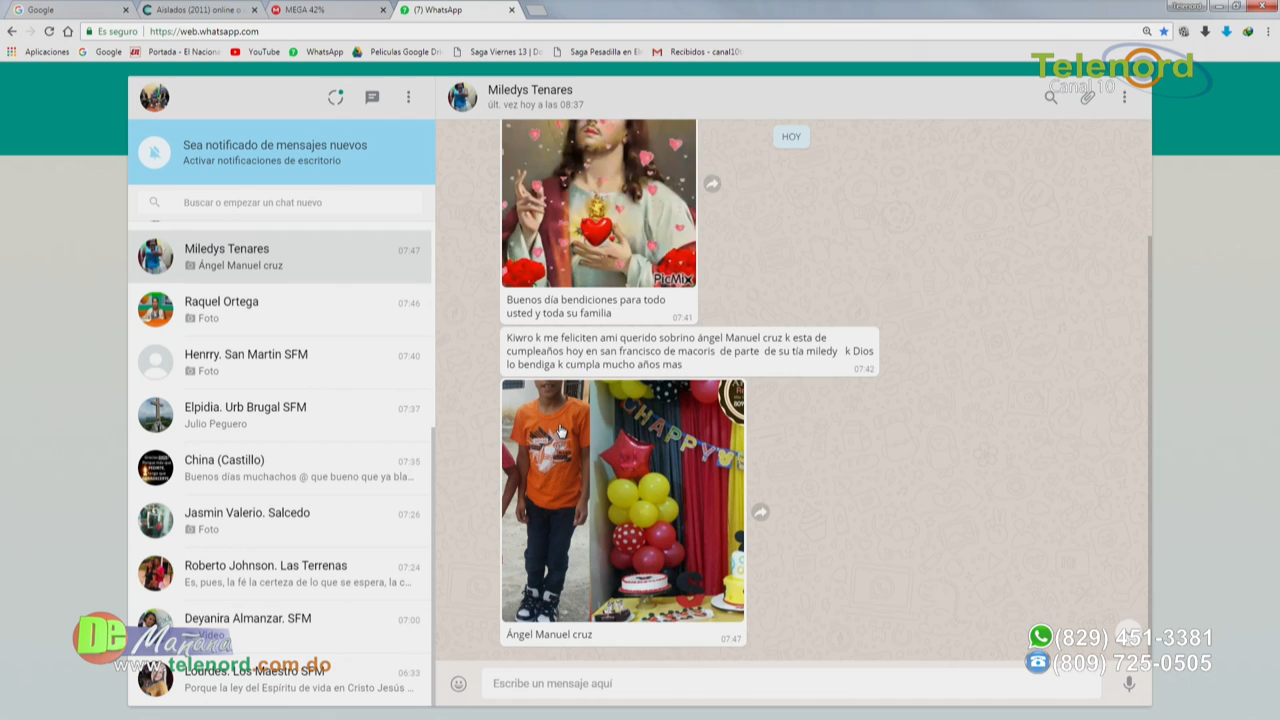 Google
Aislados (2011) online o
MEGA 42%
(7) WhatsApp
Telenord
Es seguro
https://web.whatsapp.com
Aplicaciones
Google
Portada - El Nacion
YouTube
WhatsApp
Peliculas Google Dri
Saga Viernes 13 | Do
Saga Pesadilla en El
Recibidos - canal10
Telenord
Canal 10
Miledys Tenares
últ. vez hoy a las 08:37
Sea notificado de mensajes nuevos
Activar notificaciones de escritorio
Buscar o empezar un chat nuevo
Miledys Tenares
07:47
Ángel Manuel cruz
Raquel Ortega
07:46
Foto
Henrry. San Martin SFM
07:40
Foto
Elpidia. Urb Brugal SFM
07:37
Julio Peguero
China (Castillo)
07:35
Buenos días muchachos @ que bueno que ya bla...
Jasmin Valerio. Salcedo
07:26
Foto
Roberto Johnson. Las Terrenas
07:24
Es, pues, la fé la certeza de lo que se espera, la c...
Deyanira Almanzar. SFM
07:00
Video
Lourdes. Los Maestro SFM
06:33
Porque la ley del Espíritu de vida en Cristo Jesús ...
HOY
PicMix
Buenos día bendiciones para todo
usted y toda su familia
07:41
Kiwro k me feliciten ami querido sobrino ángel Manuel cruz k esta de
cumpleaños hoy en san francisco de macoris de parte de su tía miledy k Dios
lo bendiga k cumpla mucho años mas
07:42
HAPPY
Ángel Manuel cruz
07:47
Escribe un mensaje aquí
De Mañana
www.telenord.com.do
(829) 451-3381
(809) 725-0505